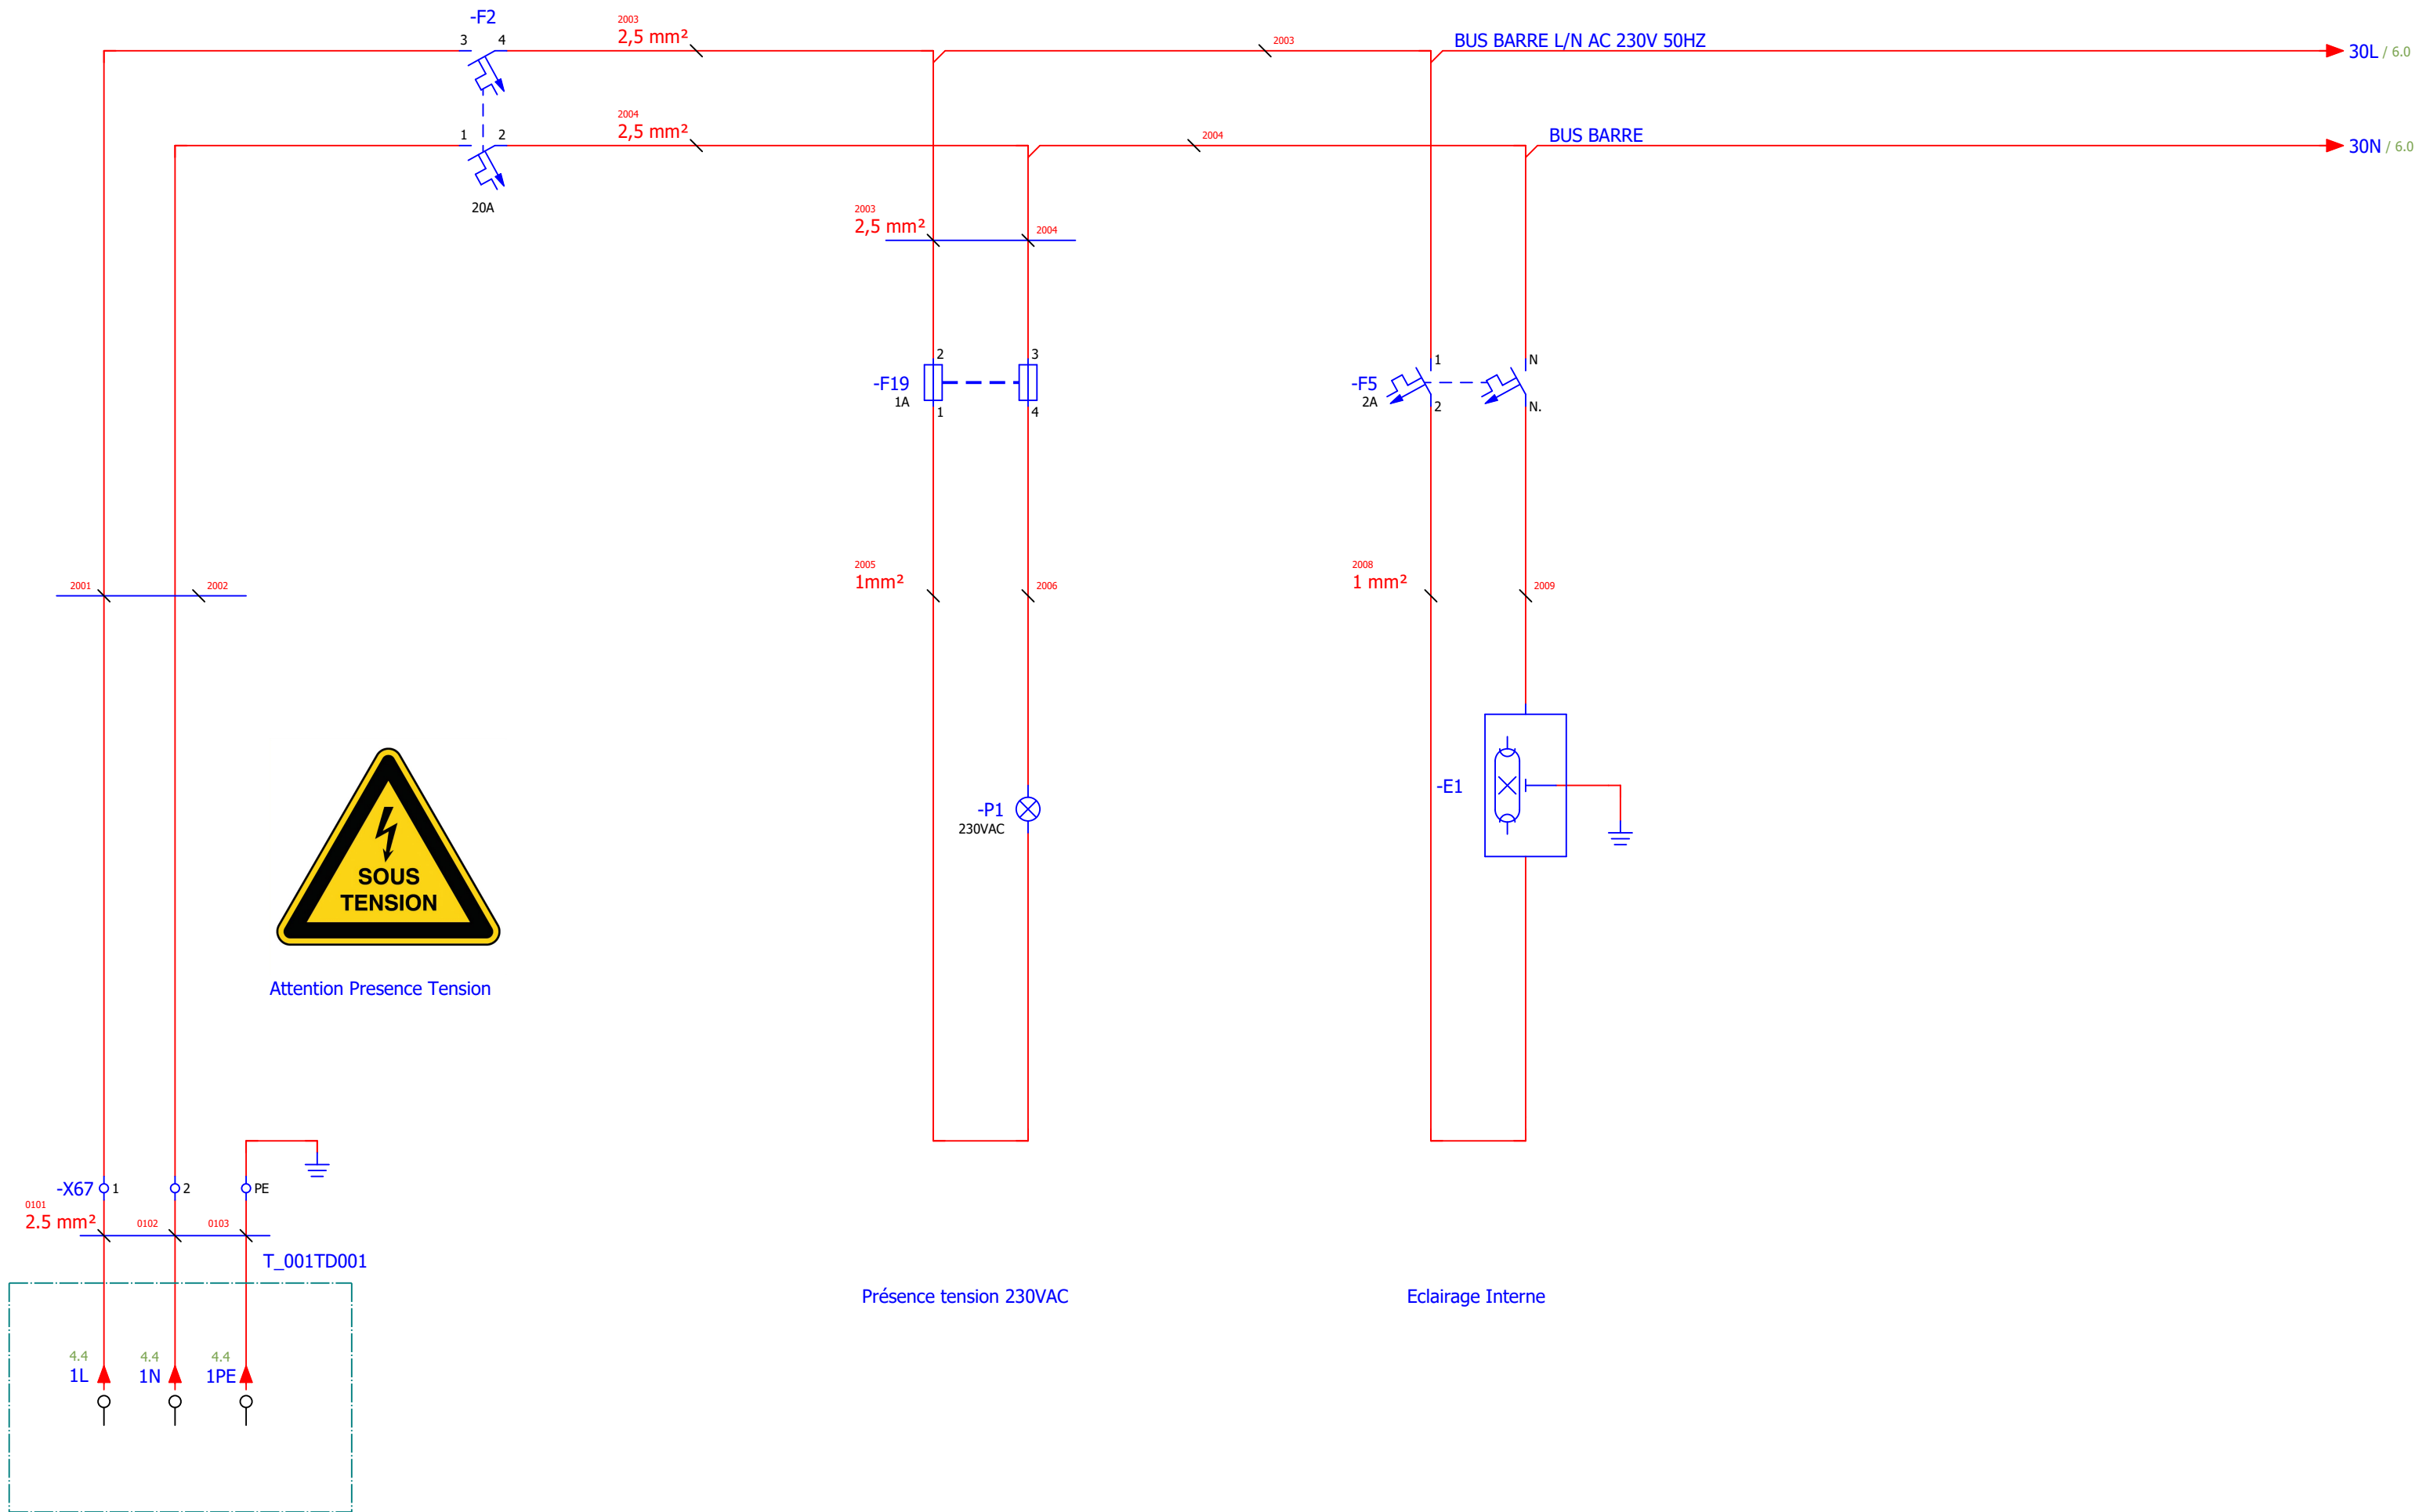 -F2
3 4
2003
2,5 mm²
2003
BUS BARRE L/N AC 230V 50HZ
30L / 6.0
1 2
2004
2,5 mm²
2004
BUS BARRE
30N / 6.0
20A
2003
2,5 mm²
2004
2
3
-F19
1A
1
4
1
N
-F5
2A
2
N.
2001
2002
2005
1mm²
2006
2008
1 mm²
2009
-E1
-P1
230VAC
SOUS
TENSION
Attention Presence Tension
-X67
1
2
PE
0101
2.5 mm²
0102
0103
T_001TD001
Présence tension 230VAC
Eclairage Interne
4.4
1L
4.4
1N
4.4
1PE